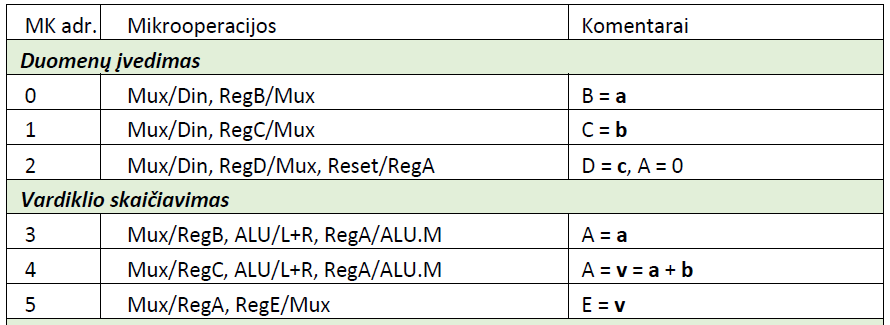 MK adr. Mikrooperacijos Komentarai
Duomenų įvedimas
0 Mux/Din, RegB/Mux B = a
1 Mux/Din, RegC/Mux C = b
2 Mux/Din, RegD/Mux, Reset/RegA D = c, A = 0
Vardiklio skaičiavimas
3 Mux/RegB, ALU/L+R, RegA/ALU.M A = a
4 Mux/RegC, ALU/L+R, RegA/ALU.M A = v = a + b
5 Mux/RegA, RegE/Mux E = v